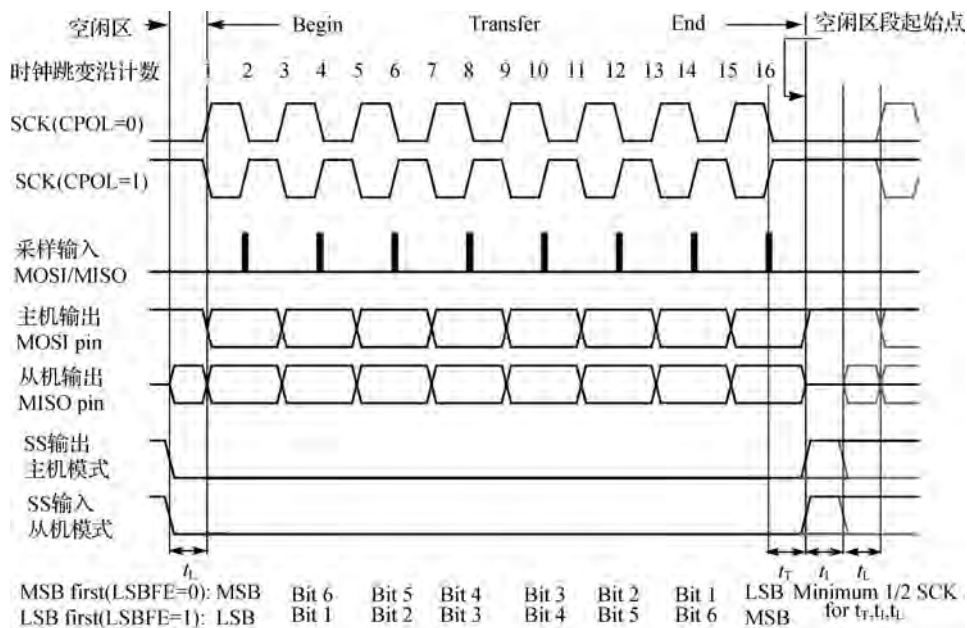 空闲区 Begin Transfer End 空闲区段起始点
时钟跳变沿计数 1 2 3 4 5 6 7 8 9 10 11 12 13 14 15 16
SCK(CPOL=0)
SCK(CPOL=1)
采样输入
MOSI/MISO
主机输出
MOSI pin
从机输出
MISO pin
SS输出
主机模式
SS输入
从机模式
tL tT tI tL
MSB first(LSBFE=0): MSB Bit 6 Bit 5 Bit 4 Bit 3 Bit 2 Bit 1 LSB Minimum 1/2 SCK
LSB first(LSBFE=1): LSB Bit 1 Bit 2 Bit 3 Bit 4 Bit 5 Bit 6 MSB for tT,tI,tL